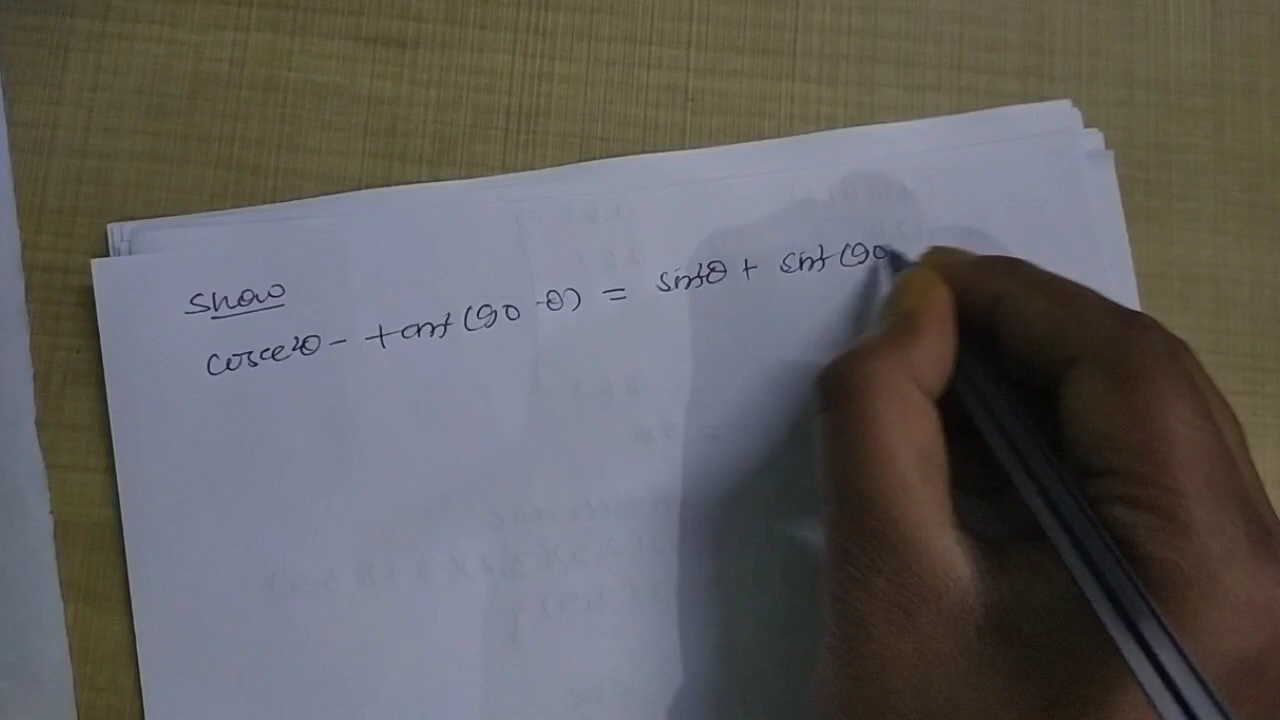 Show
cosec²θ - tan²(90 -θ) = sin²θ + sin²(90